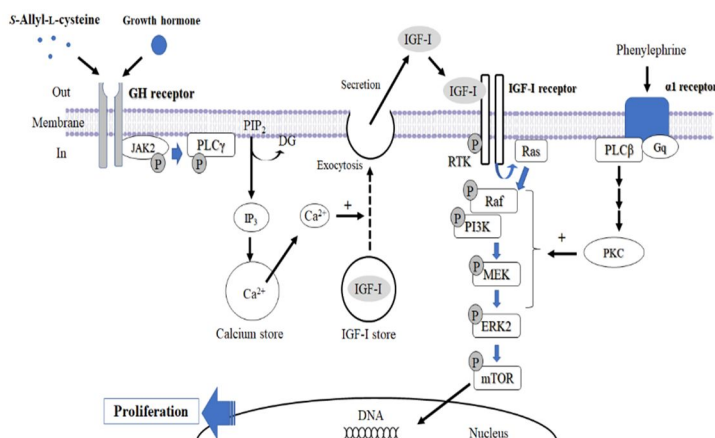 S-Allyl-L-cysteine
Growth hormone
IGF-I
Phenylephrine
Out
Membrane
In
GH receptor
Secretion
IGF-I
IGF-I receptor
α1 receptor
JAK2
P
PLCγ
P
PIP2
DG
Exocytosis
P
RTK
Ras
PLCβ
Gq
P
Raf
P
PI3K
IP3
Ca2+
+
+
PKC
Ca2+
Calcium store
IGF-I
IGF-I store
P
MEK
P
ERK2
P
mTOR
Proliferation
DNA
Nucleus